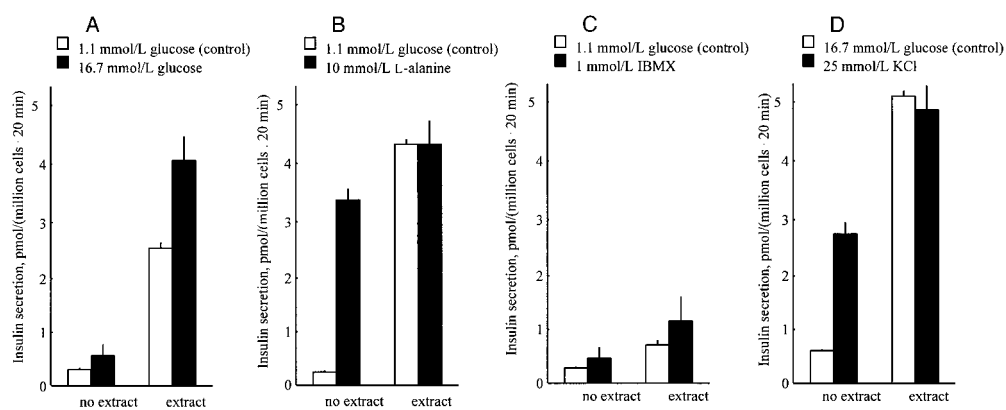 A
1.1 mmol/L glucose (control)
16.7 mmol/L glucose
Insulin secretion, pmol/(million cells · 20 min)
5
4
3
2
1
0
no extract
extract
B
1.1 mmol/L glucose (control)
10 mmol/L L-alanine
Insulin secretion, pmol/(million cells . 20 min)
5
4
3
2
1
0
no extract
extract
C
1.1 mmol/L glucose (control)
1 mmol/L IBMX
Insulin secretion, pmol/(million cells · 20 min)
5
4
3
2
1
0
no extract
extract
D
16.7 mmol/L glucose (control)
25 mmol/L KCl
Insulin secretion, pmol/(million cells · 20 min)
5
4
3
2
1
0
no extract
extract